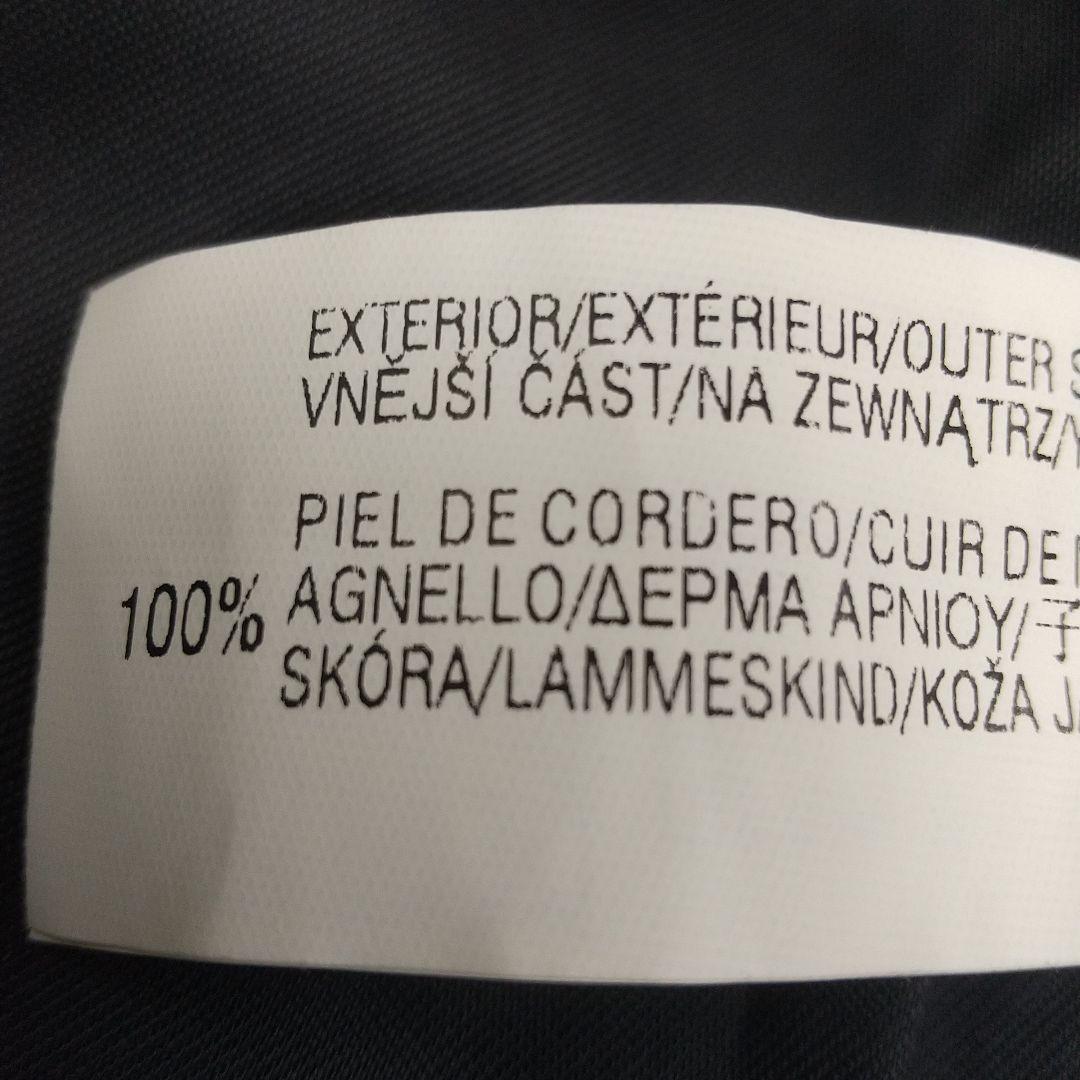 EXTERIOR/EXTÉRIEUR/OUTER
VNĚJŠÍ ČÁST/NA ZEWNĄTRZ/
PIEL DE CORDERO/CUIR DE
100% AGNELLO/ΔΕΡΜΑ ΑΡΝΙΟΥ/子
SKÓRA/LAMMESKIND/KOŽA